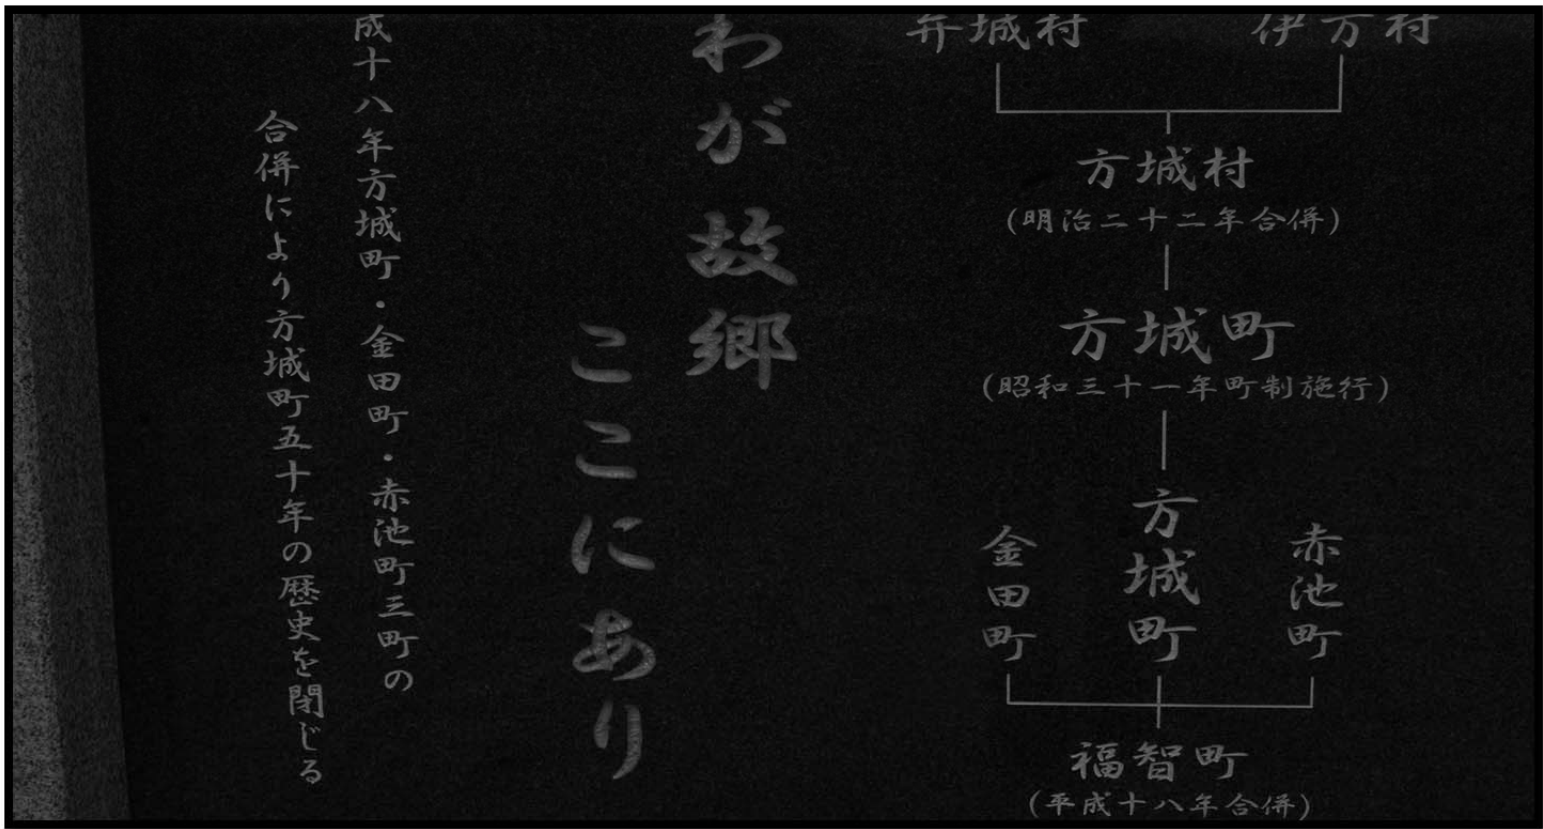 弁城村
伊方村
方城村
(明治二十二年合併)
方城町
(昭和三十一年町制施行)
赤池町
方城町
金田町
福智町
(平成十八年合併)
わが故郷
ここにあり
成十八年方城町・金田町・赤池町三町の
合併により方城町五十年の歴史を閉じる